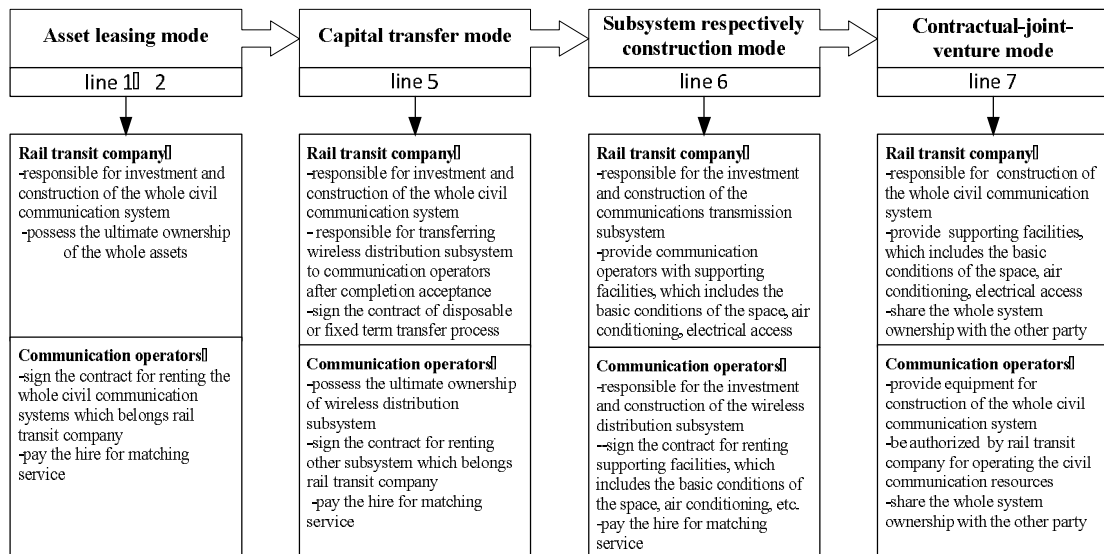 Asset leasing mode
line 1▯ 2
Capital transfer mode
line 5
Subsystem respectively
construction mode
line 6
Contractual-joint-
venture mode
line 7
Rail transit company▯
-responsible for investment and
construction of the whole civil
communication system
-possess the ultimate ownership
of the whole assets
Communication operators▯
-sign the contract for renting the
whole civil communication
systems which belongs rail
transit company
-pay the hire for matching
service
Rail transit company▯
-responsible for investment and
construction of the whole civil
communication system
- responsible for transferring
wireless distribution subsystem
to communication operators
after completion acceptance
-sign the contract of disposable
or fixed term transfer process
Communication operators▯
-possess the ultimate ownership
of wireless distribution
subsystem
-sign the contract for renting
other subsystem which belongs
rail transit company
-pay the hire for matching
service
Rail transit company▯
-responsible for the investment
and construction of the
communications transmission
subsystem
-provide communication
operators with supporting
facilities, which includes the
basic conditions of the space, air
conditioning, electrical access
Communication operators▯
-responsible for the investment
and construction of the wireless
distribution subsystem
--sign the contract for renting
supporting facilities, which
includes the basic conditions of
the space, air conditioning, etc.
-pay the hire for matching
service
Rail transit company▯
-responsible for construction of
the whole civil communication
system
-provide supporting facilities,
which includes the basic
conditions of the space, air
conditioning, electrical access
-share the whole system
ownership with the other party
Communication operators▯
-provide equipment for
construction of the whole civil
communication system
-be authorized by rail transit
company for operating the civil
communication resources
-share the whole system
ownership with the other party